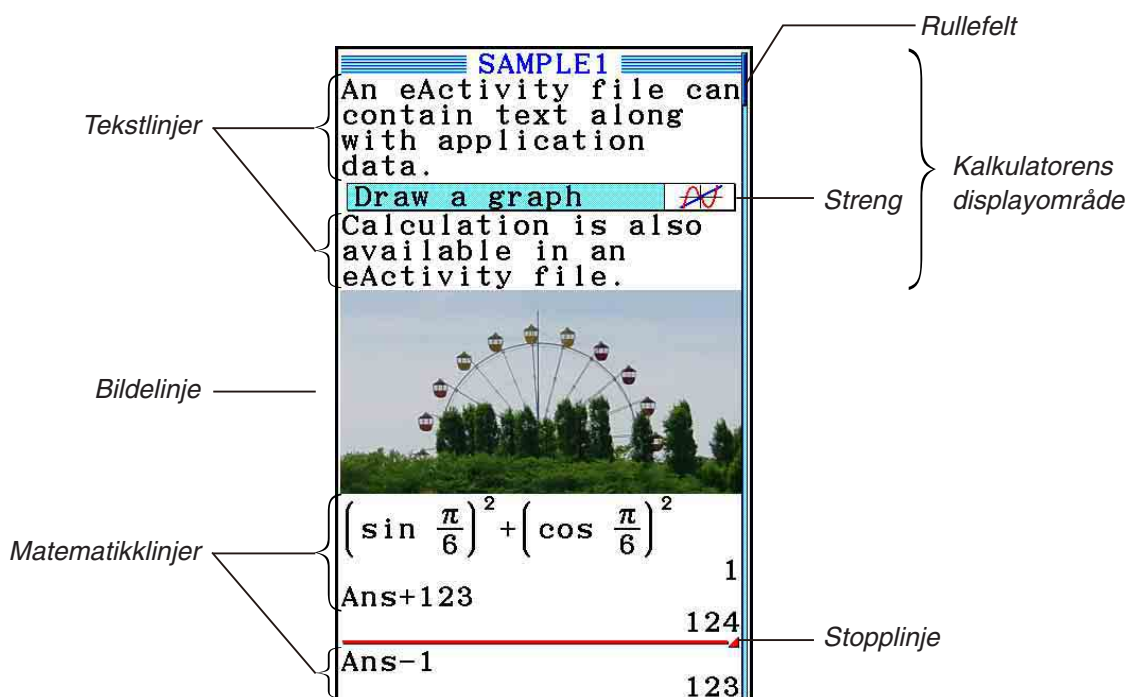 Rullefelt
SAMPLE1
An eActivity file can
contain text along
with application
data.
Tekstlinjer
Draw a graph
Streng
Kalkulatorens
displayområde
Calculation is also
available in an
eActivity file.
Bildelinje
(sin π/6)²+(cos π/6)²
1
Matematikklinjer
Ans+123
124
Stopplinje
Ans−1
123